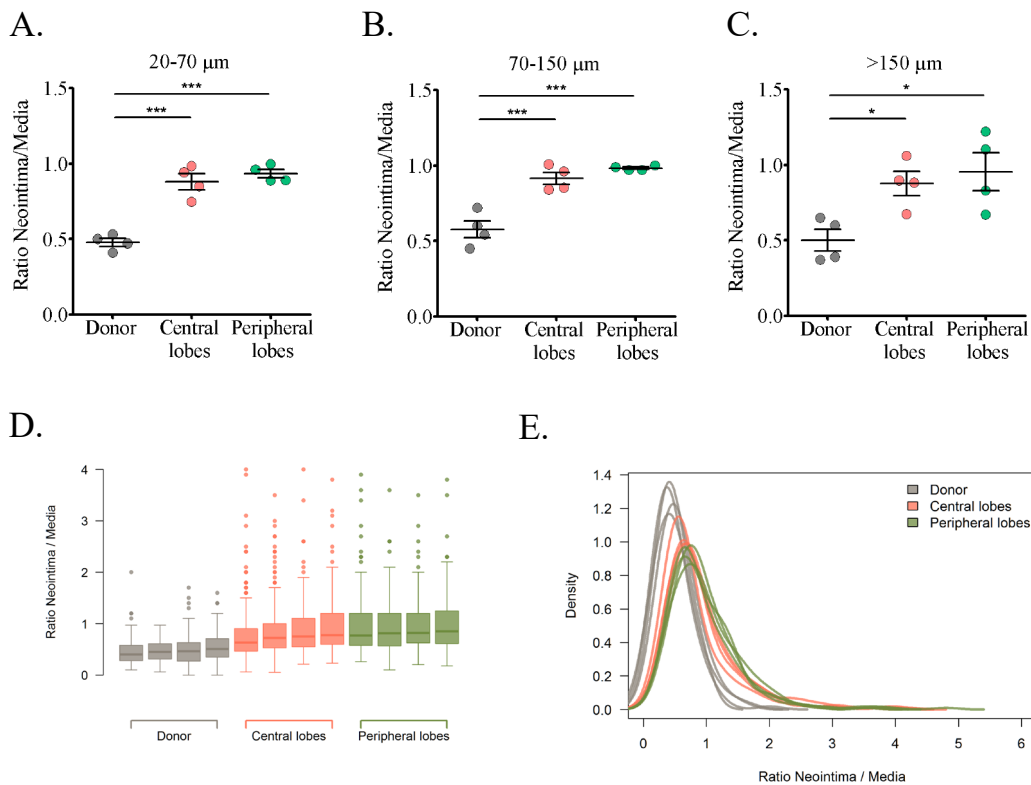 A.
20-70 μm
Ratio Neointima/Media
1.5
1.0
0.5
0.0
***
***
Donor
Central lobes
Peripheral lobes
B.
70-150 μm
Ratio Neointima/Media
1.5
1.0
0.5
0.0
***
***
Donor
Central lobes
Peripheral lobes
C.
>150 μm
Ratio Neointima/Media
1.5
1.0
0.5
0.0
*
*
Donor
Central lobes
Peripheral lobes
D.
Ratio Neointima / Media
4
3
2
1
0
Donor
Central lobes
Peripheral lobes
E.
Density
1.4
1.2
1.0
0.8
0.6
0.4
0.2
0.0
Donor
Central lobes
Peripheral lobes
0 1 2 3 4 5 6
Ratio Neointima / Media